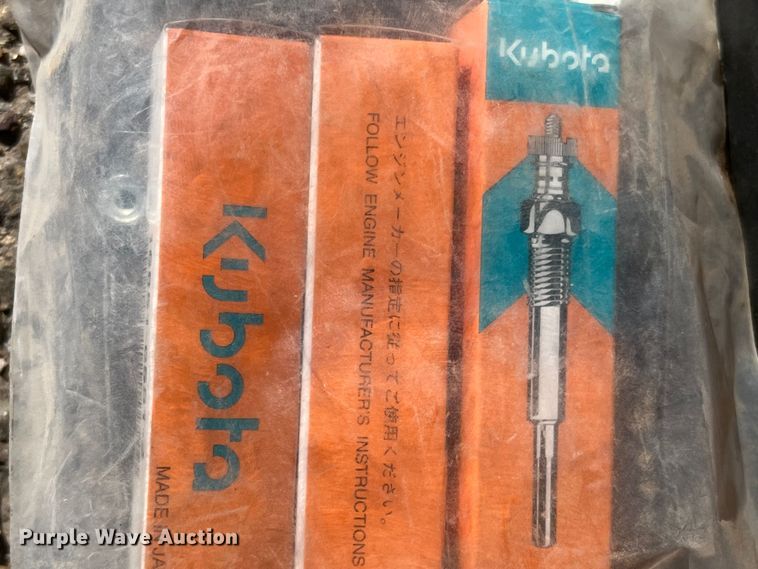 Kubota
MADE IN JA
エンジンメーカーの指定に従ってご使用ください。
FOLLOW ENGINE MANUFACTURER'S INSTRUCTIONS
Kubota
Purple Wave Auction